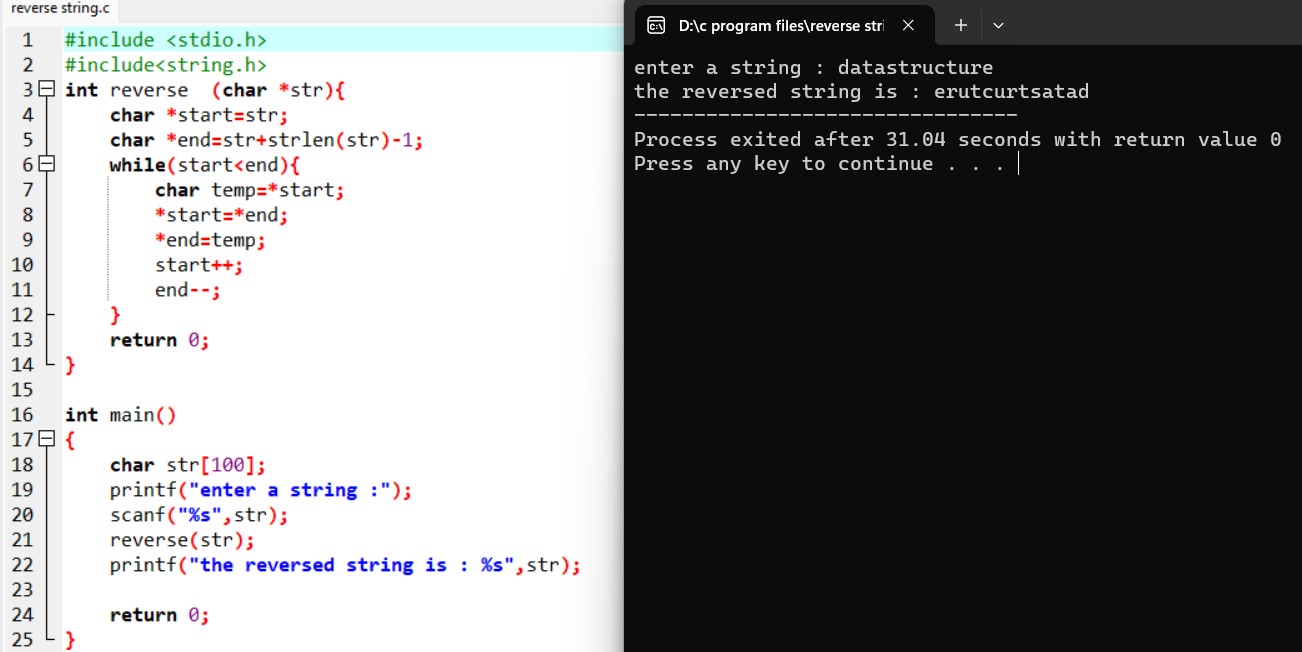 reverse string.c
1 #include <stdio.h>
2 #include<string.h>
3 int reverse  (char *str){
4     char *start=str;
5     char *end=str+strlen(str)-1;
6     while(start<end){
7         char temp=*start;
8         *start=*end;
9         *end=temp;
10         start++;
11         end--;
12     }
13     return 0;
14 }
15
16 int main()
17 {
18     char str[100];
19     printf("enter a string :");
20     scanf("%s",str);
21     reverse(str);
22     printf("the reversed string is : %s",str);
23
24     return 0;
25 }
D:\c program files\reverse stri
enter a string : datastructure
the reversed string is : erutcurtsatad
--------------------------------
Process exited after 31.04 seconds with return value 0
Press any key to continue . . .